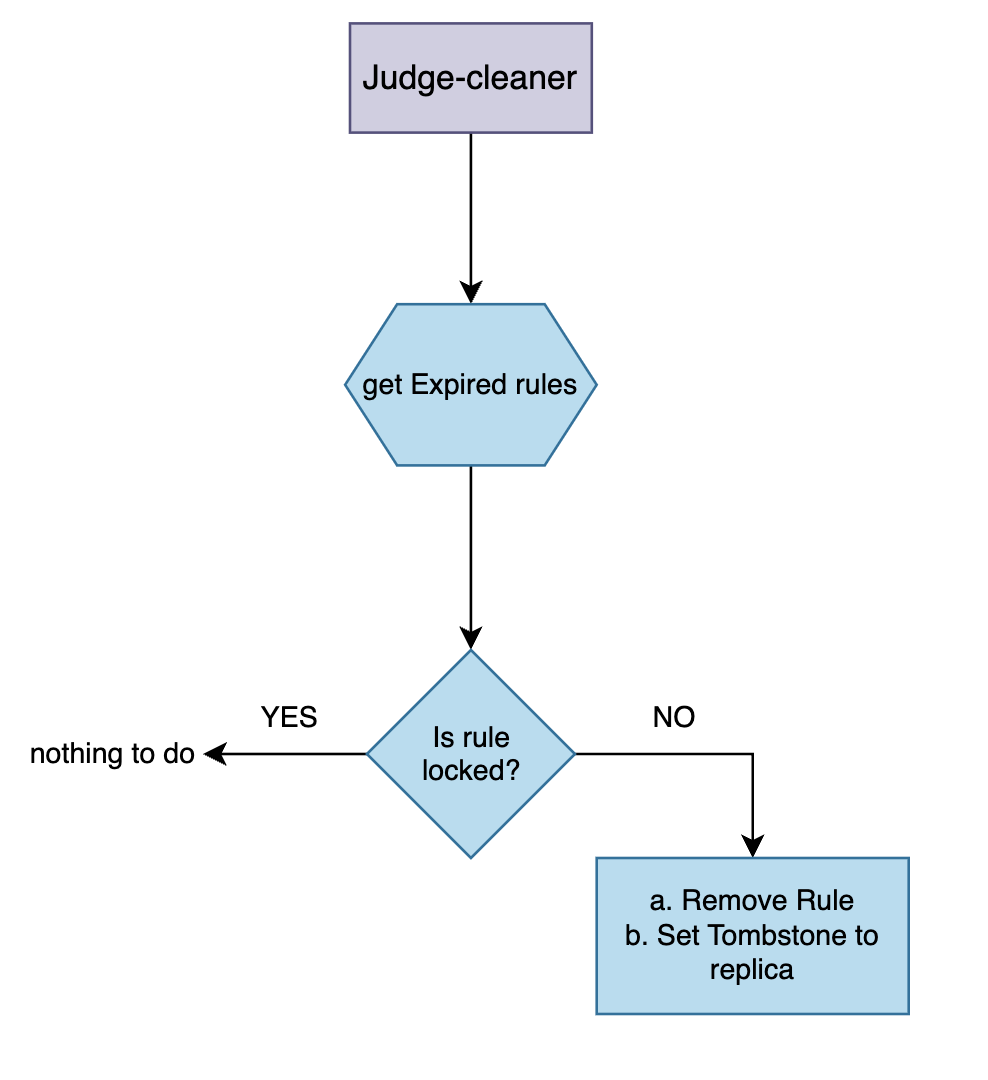 Judge-cleaner
get Expired rules
YES
NO
nothing to do
Is rule
locked?
a. Remove Rule
b. Set Tombstone to
replica